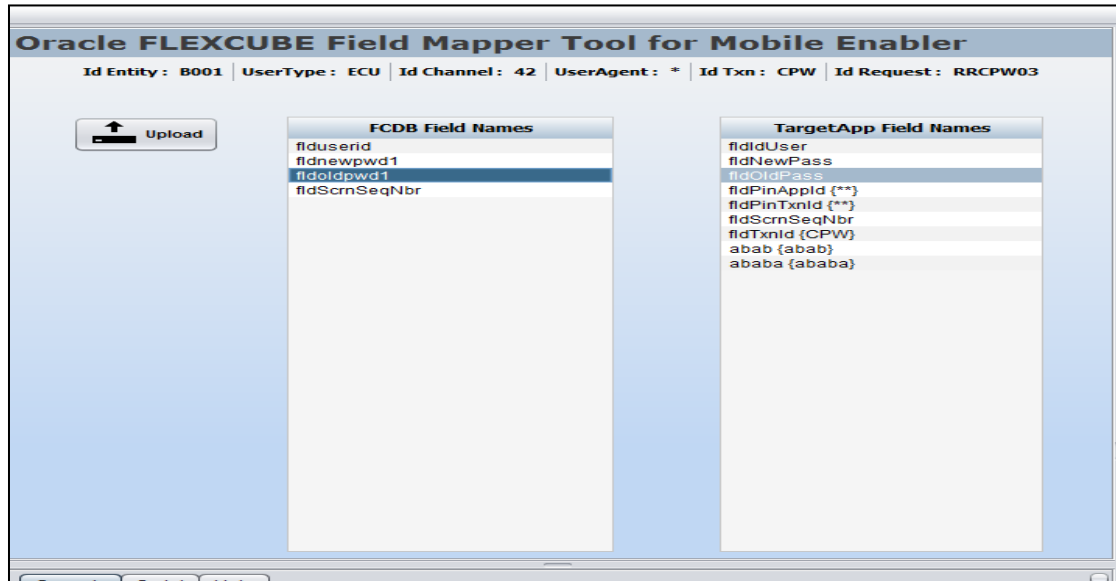 Oracle FLEXCUBE Field Mapper Tool for Mobile Enabler
Id Entity : B001 UserType : ECU Id Channel : 42 UserAgent : * Id Txn : CPW Id Request : RRCPW03
Upload
FCDB Field Names
flduserid
fldnewpwd1
fldoldpwd1
fldScrnSeqNbr
TargetApp Field Names
fldIdUser
fldNewPass
fldOldPass
fldPinAppId {**}
fldPinTxnId {**}
fldScrnSeqNbr
fldTxnId {CPW}
abab {abab}
ababa {ababa}